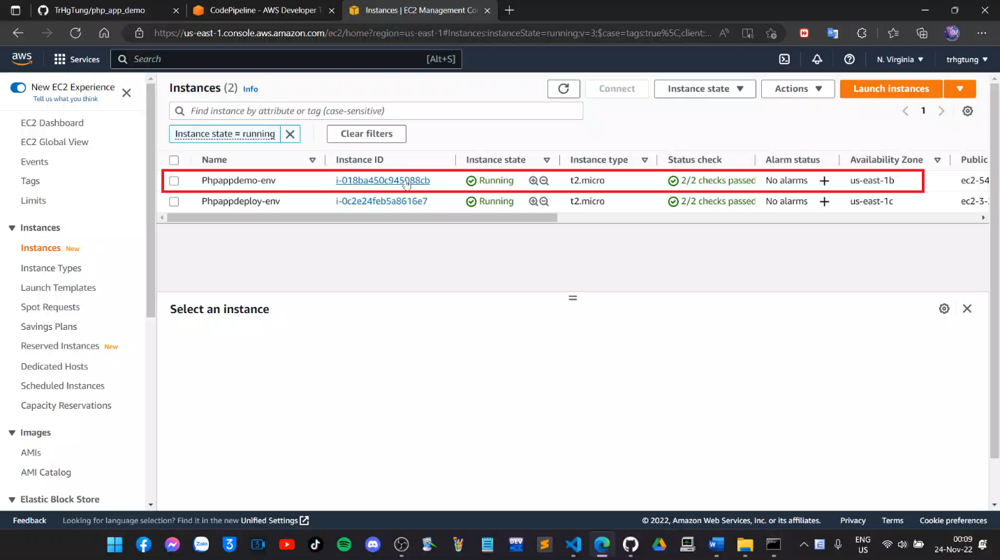 TrHgTung/php_app_demo
CodePipeline - AWS Developer T
Instances | EC2 Management Co
https://us-east-1.console.aws.amazon.com/ec2/home?region=us-east-1#Instances:instanceState=running;v=3;$case=tags:true%5C,client:...
aws
Services
Search
[Alt+S]
N. Virginia
trhgtung
New EC2 Experience
Tell us what you think
EC2 Dashboard
EC2 Global View
Events
Tags
Limits
Instances
Instances New
Instance Types
Launch Templates
Spot Requests
Savings Plans
Reserved Instances New
Dedicated Hosts
Scheduled Instances
Capacity Reservations
Images
AMIs
AMI Catalog
Elastic Block Store
Instances (2) Info
Connect
Instance state
Actions
Launch instances
Find instance by attribute or tag (case-sensitive)
1
Instance state = running
Clear filters
Name Instance ID Instance state Instance type Status check Alarm status Availability Zone Public
Phpappdemo-env i-018ba450c945088cb Running t2.micro 2/2 checks passed No alarms + us-east-1b ec2-54
Phpappdeploy-env i-0c2e24feb5a8616e7 Running t2.micro 2/2 checks passed No alarms + us-east-1c ec2-3-
Select an instance
Feedback Looking for language selection? Find it in the new Unified Settings © 2022, Amazon Web Services, Inc. or its affiliates. Privacy Terms Cookie preferences
Zalo
3
DEV
E
ENG
US
00:09
24-Nov-22